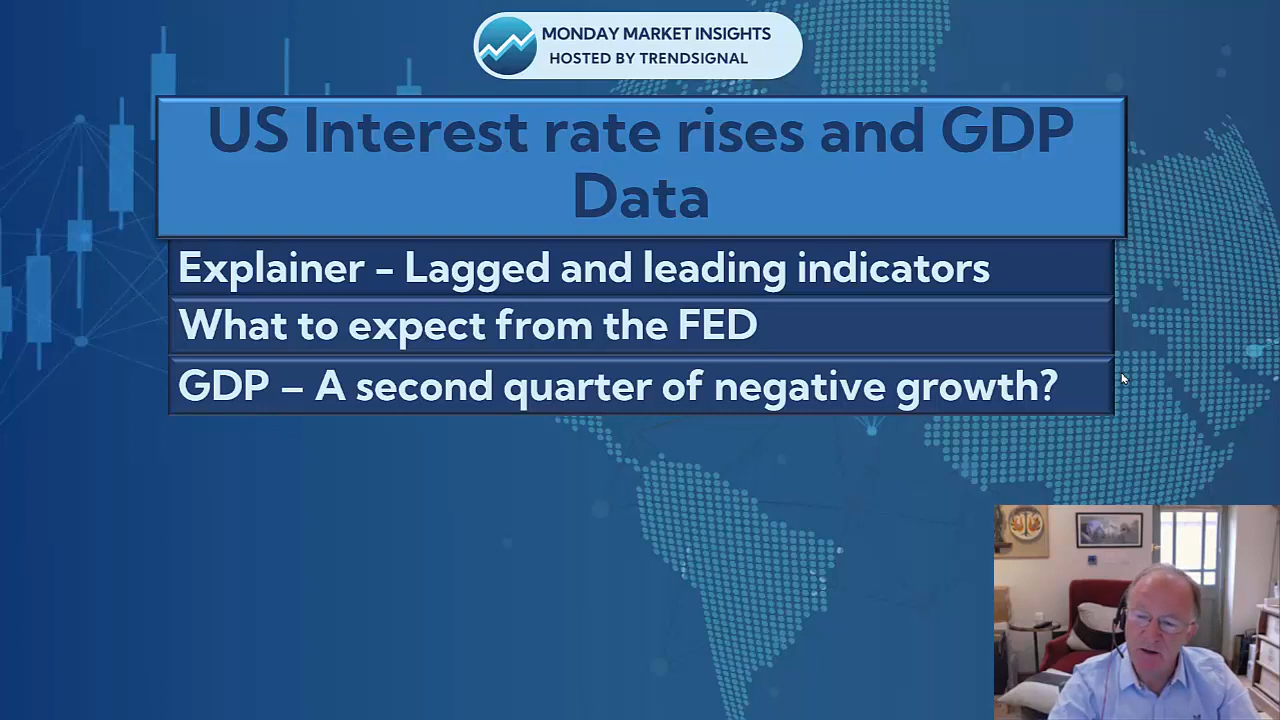 MONDAY MARKET INSIGHTS
HOSTED BY TRENDSIGNAL
US Interest rate rises and GDP
Data
Explainer - Lagged and leading indicators
What to expect from the FED
GDP – A second quarter of negative growth?